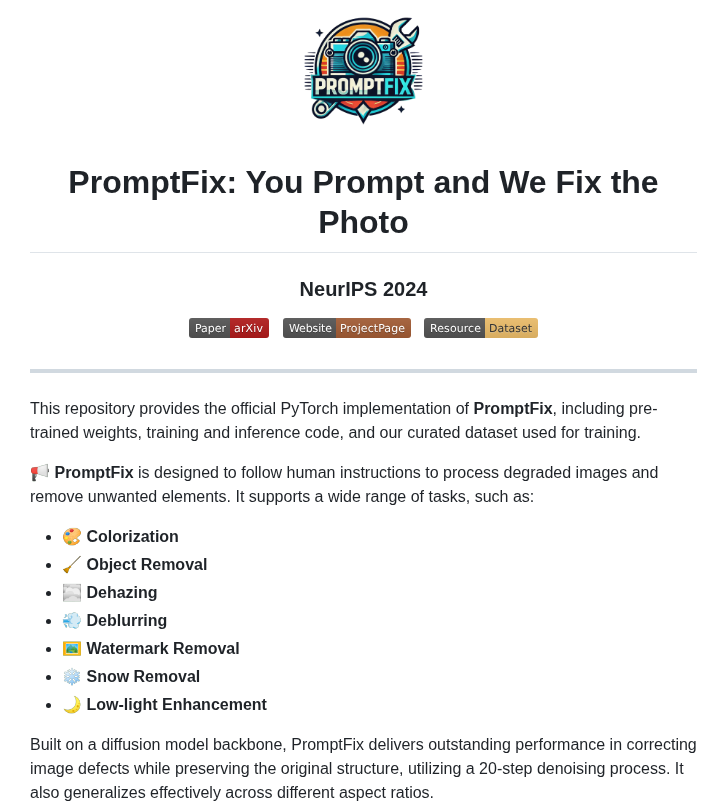 PROMPTFIX
PromptFix: You Prompt and We Fix the
Photo
NeurIPS 2024
Paper arXiv Website ProjectPage Resource Dataset
This repository provides the official PyTorch implementation of PromptFix, including pre-
trained weights, training and inference code, and our curated dataset used for training.
📢 PromptFix is designed to follow human instructions to process degraded images and
remove unwanted elements. It supports a wide range of tasks, such as:
• 🎨 Colorization
• 🧹 Object Removal
• 🌫️ Dehazing
• 💨 Deblurring
• 🖼️ Watermark Removal
• ❄️ Snow Removal
• 🌙 Low-light Enhancement
Built on a diffusion model backbone, PromptFix delivers outstanding performance in correcting
image defects while preserving the original structure, utilizing a 20-step denoising process. It
also generalizes effectively across different aspect ratios.